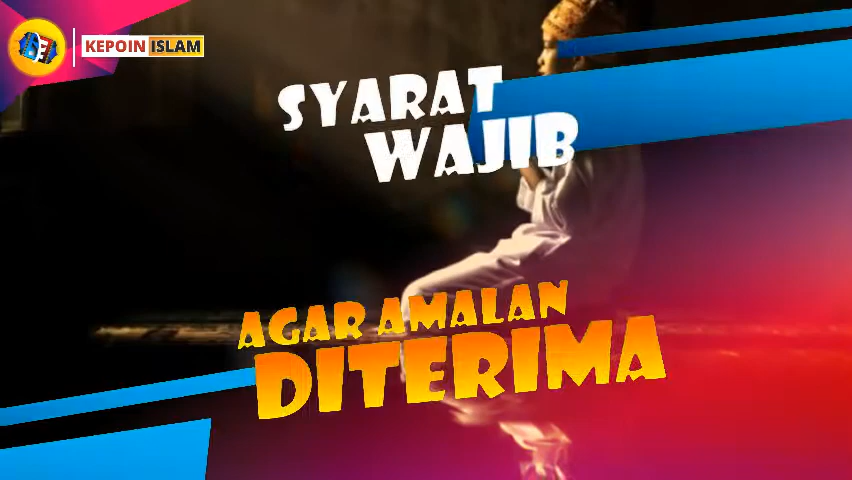 KEPOIN ISLAM
SYARAT
WAJIB
AGAR AMALAN
DITERIMA